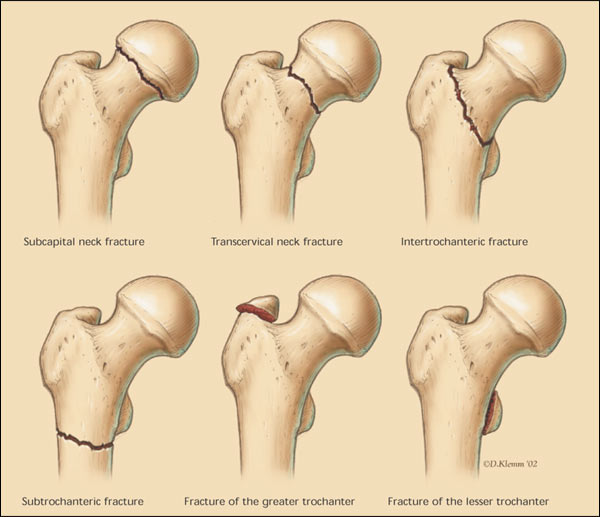 Subcapital neck fracture
Transcervical neck fracture
Intertrochanteric fracture
©D.Klemm '02
Subtrochanteric fracture
Fracture of the greater trochanter
Fracture of the lesser trochanter